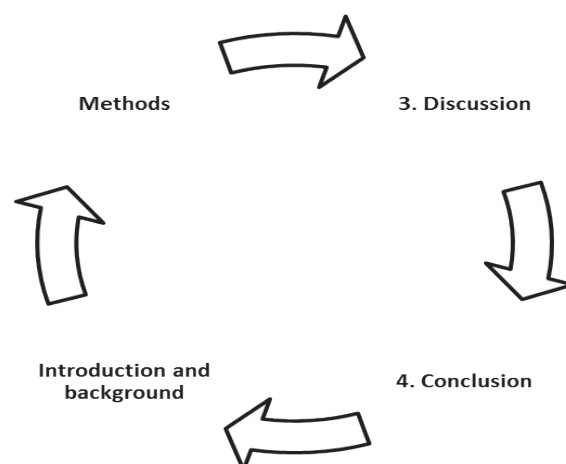 Methods
3. Discussion
Introduction and
background
4. Conclusion